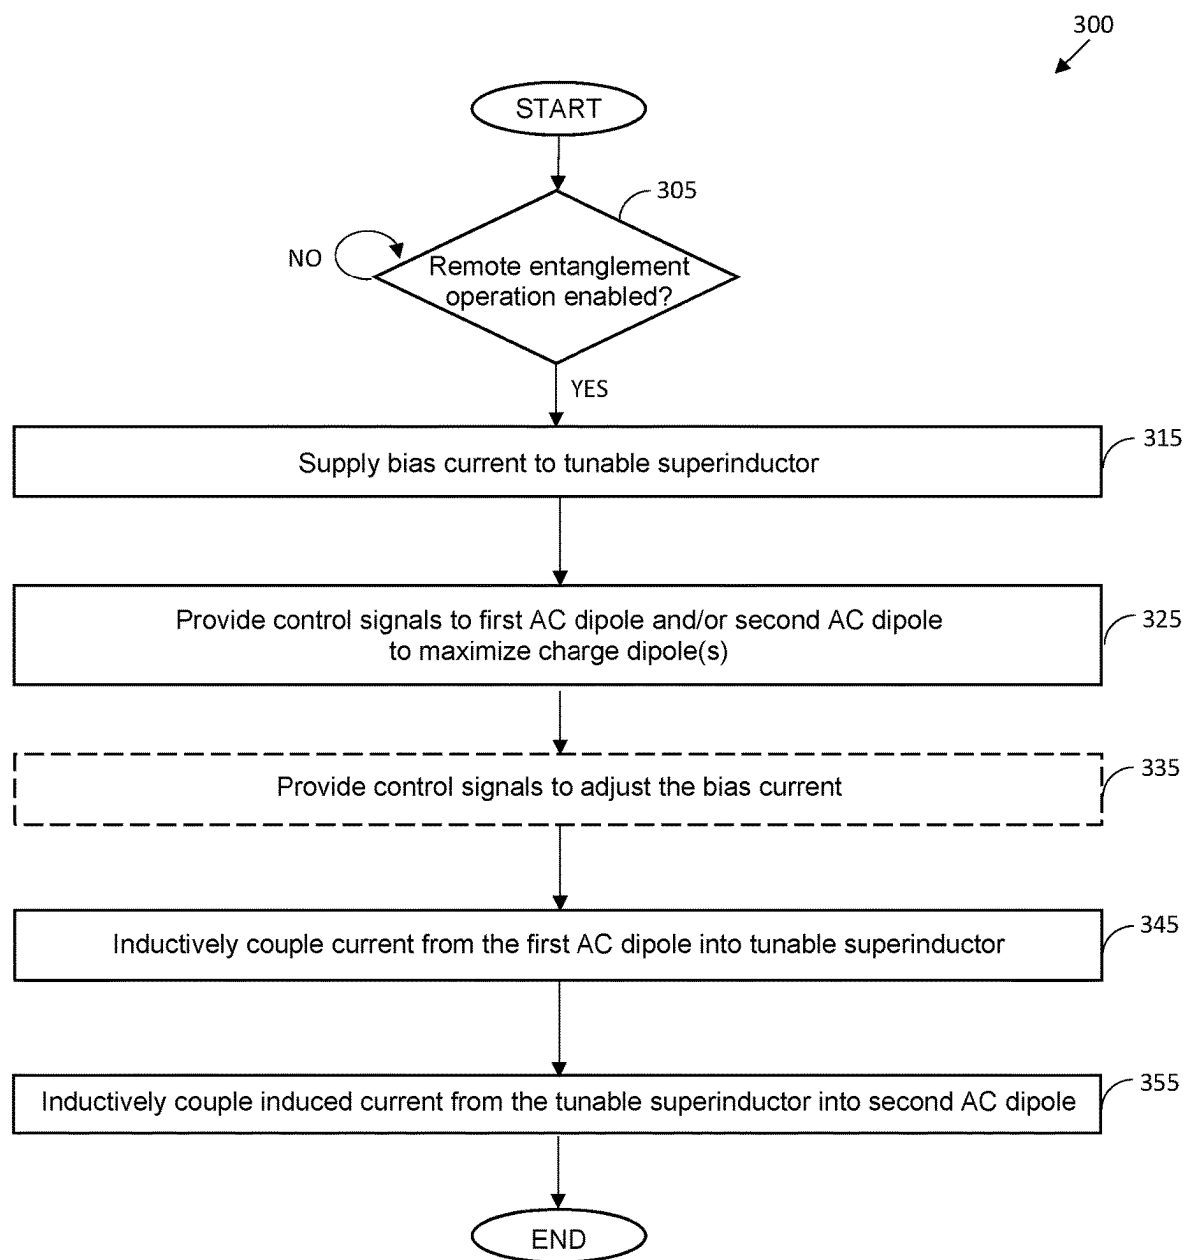 300
START
305
NO
Remote entanglement
operation enabled?
YES
315
Supply bias current to tunable superinductor
325
Provide control signals to first AC dipole and/or second AC dipole
to maximize charge dipole(s)
335
Provide control signals to adjust the bias current
345
Inductively couple current from the first AC dipole into tunable superinductor
355
Inductively couple induced current from the tunable superinductor into second AC dipole
END